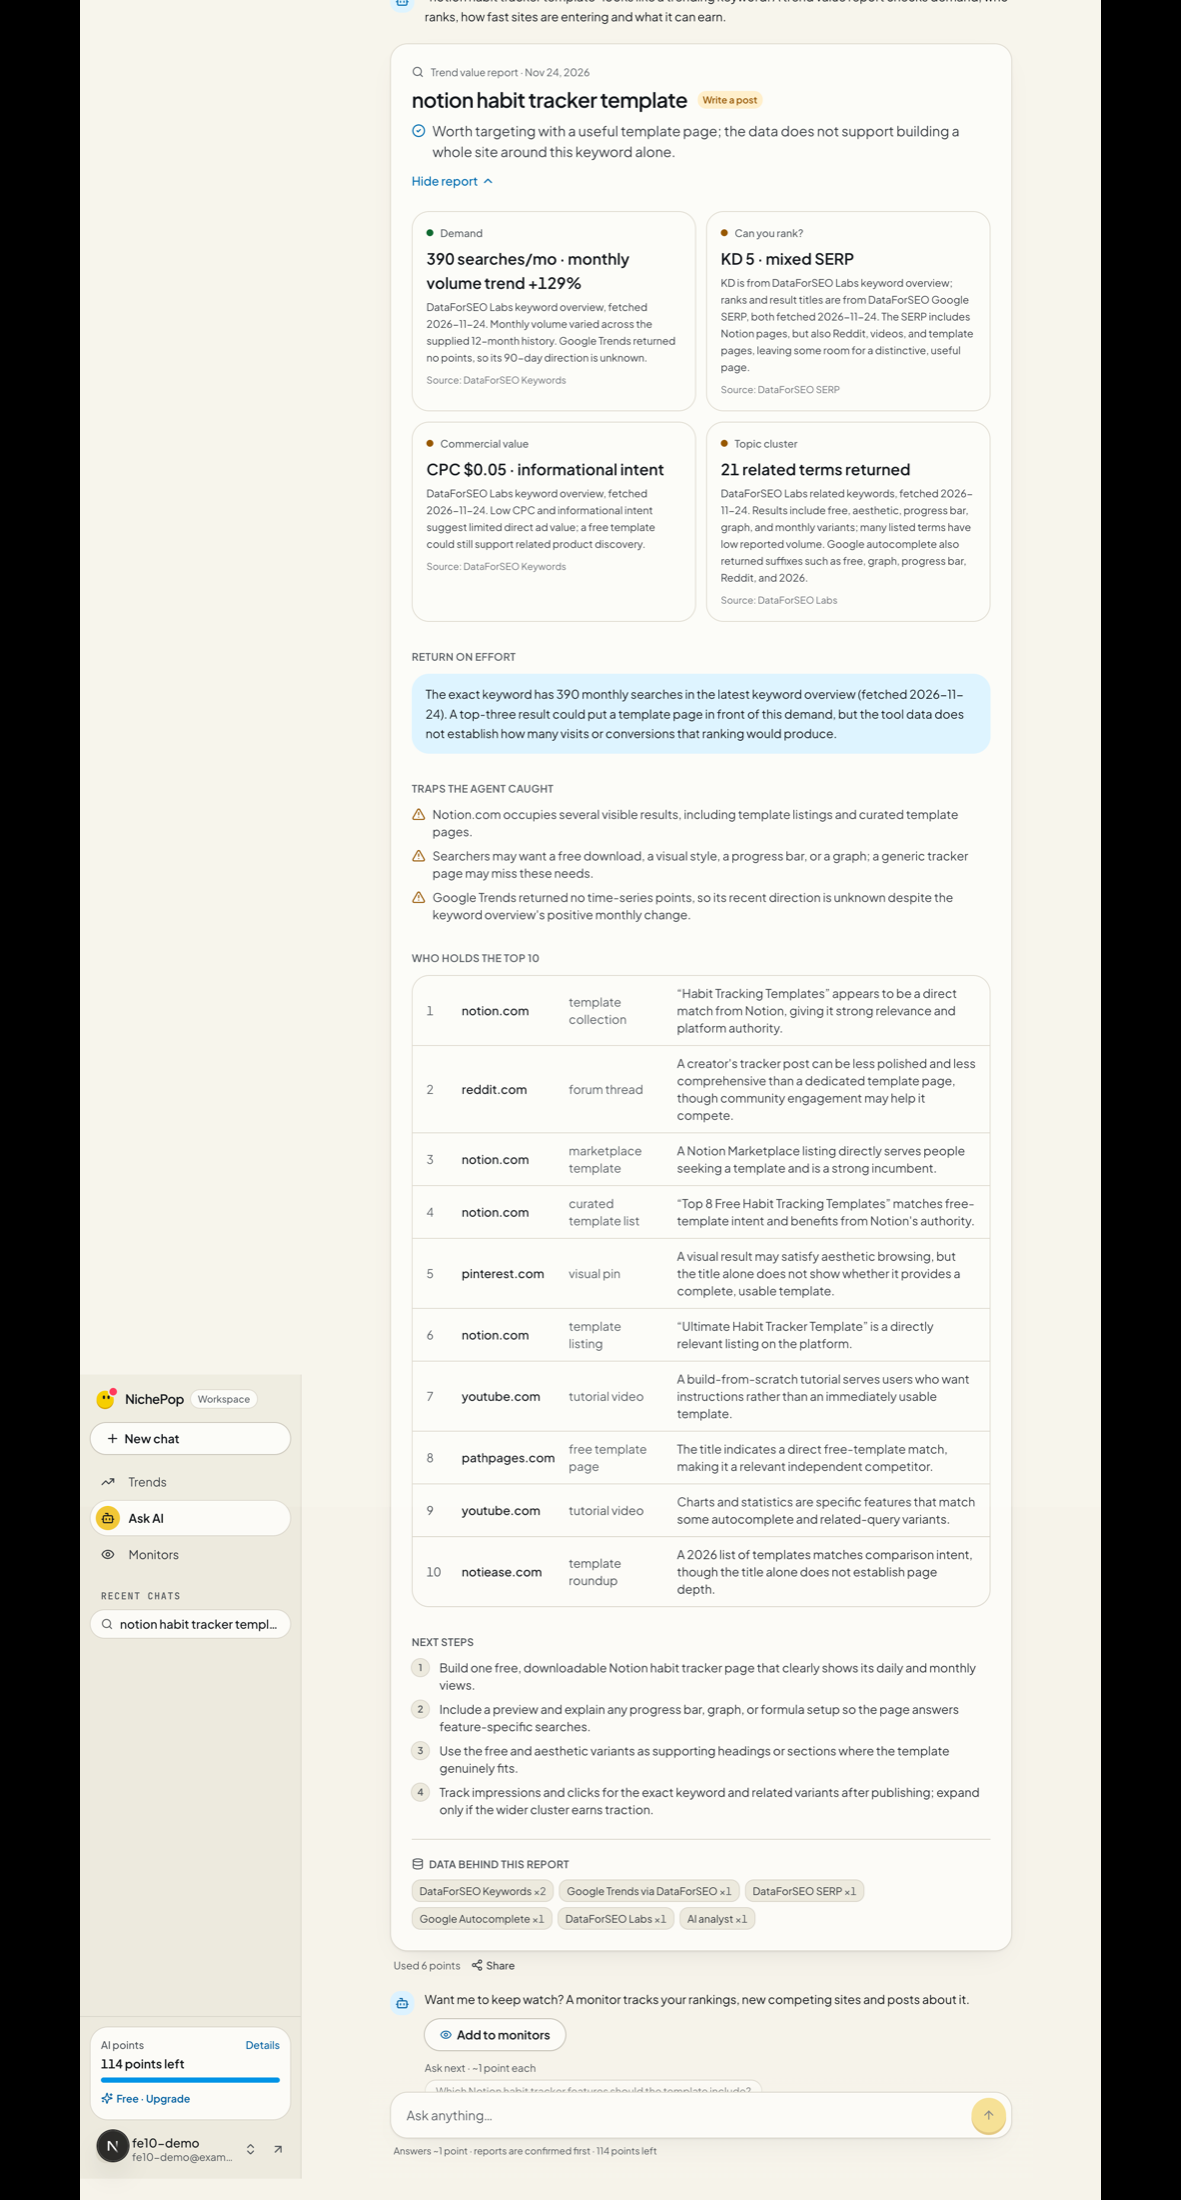 ranks, how fast sites are entering and what it can earn.
Trend value report · Nov 24, 2026
notion habit tracker template Write a post
Worth targeting with a useful template page; the data does not support building a
whole site around this keyword alone.
Hide report
Demand
390 searches/mo · monthly
volume trend +129%
DataForSEO Labs keyword overview, fetched
2026-11-24. Monthly volume varied across the
supplied 12-month history. Google Trends returned
no points, so its 90-day direction is unknown.
Source: DataForSEO Keywords
Can you rank?
KD 5 · mixed SERP
KD is from DataForSEO Labs keyword overview;
ranks and result titles are from DataForSEO Google
SERP, both fetched 2026-11-24. The SERP includes
Notion pages, but also Reddit, videos, and template
pages, leaving some room for a distinctive, useful
page.
Source: DataForSEO SERP
Commercial value
CPC $0.05 · informational intent
DataForSEO Labs keyword overview, fetched
2026-11-24. Low CPC and informational intent
suggest limited direct ad value; a free template
could still support related product discovery.
Source: DataForSEO Keywords
Topic cluster
21 related terms returned
DataForSEO Labs related keywords, fetched 2026-
11-24. Results include free, aesthetic, progress bar,
graph, and monthly variants; many listed terms have
low reported volume. Google autocomplete also
returned suffixes such as free, graph, progress bar,
Reddit, and 2026.
Source: DataForSEO Labs
RETURN ON EFFORT
The exact keyword has 390 monthly searches in the latest keyword overview (fetched 2026-11-
24). A top-three result could put a template page in front of this demand, but the tool data does
not establish how many visits or conversions that ranking would produce.
TRAPS THE AGENT CAUGHT
Notion.com occupies several visible results, including template listings and curated template
pages.
Searchers may want a free download, a visual style, a progress bar, or a graph; a generic tracker
page may miss these needs.
Google Trends returned no time-series points, so its recent direction is unknown despite the
keyword overview's positive monthly change.
WHO HOLDS THE TOP 10
1 notion.com template collection “Habit Tracking Templates” appears to be a direct
match from Notion, giving it strong relevance and
platform authority.
2 reddit.com forum thread A creator's tracker post can be less polished and less
comprehensive than a dedicated template page,
though community engagement may help it
compete.
3 notion.com marketplace template A Notion Marketplace listing directly serves people
seeking a template and is a strong incumbent.
4 notion.com curated template list “Top 8 Free Habit Tracking Templates” matches free-
template intent and benefits from Notion's authority.
5 pinterest.com visual pin A visual result may satisfy aesthetic browsing, but
the title alone does not show whether it provides a
complete, usable template.
6 notion.com template listing “Ultimate Habit Tracker Template” is a directly
relevant listing on the platform.
7 youtube.com tutorial video A build-from-scratch tutorial serves users who want
instructions rather than an immediately usable
template.
8 pathpages.com free template page The title indicates a direct free-template match,
making it a relevant independent competitor.
9 youtube.com tutorial video Charts and statistics are specific features that match
some autocomplete and related-query variants.
10 notiease.com template roundup A 2026 list of templates matches comparison intent,
though the title alone does not establish page
depth.
NEXT STEPS
1 Build one free, downloadable Notion habit tracker page that clearly shows its daily and monthly
views.
2 Include a preview and explain any progress bar, graph, or formula setup so the page answers
feature-specific searches.
3 Use the free and aesthetic variants as supporting headings or sections where the template
genuinely fits.
4 Track impressions and clicks for the exact keyword and related variants after publishing; expand
only if the wider cluster earns traction.
DATA BEHIND THIS REPORT
DataForSEO Keywords ×2 Google Trends via DataForSEO ×1 DataForSEO SERP ×1
Google Autocomplete ×1 DataForSEO Labs ×1 AI analyst ×1
Used 6 points Share
Want me to keep watch? A monitor tracks your rankings, new competing sites and posts about it.
Add to monitors
Ask next · ~1 point each
Which Notion habit tracker features should the template include?
Ask anything...
Answers ~1 point · reports are confirmed first · 114 points left
NichePop Workspace
New chat
Trends
Ask AI
Monitors
RECENT CHATS
notion habit tracker templ...
AI points Details
114 points left
Free · Upgrade
N
fe10-demo
fe10-demo@exam...